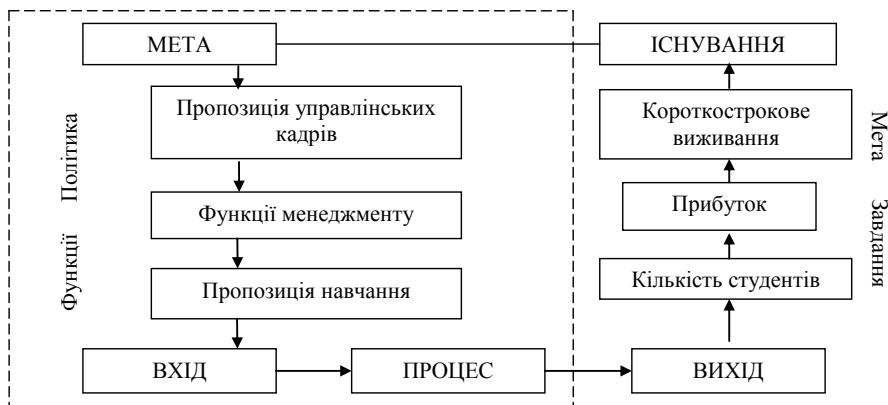 МЕТА
ІСНУВАННЯ
Пропозиція управлінських
кадрів
Короткострокове
виживання
Політика
Мета
Функції менеджменту
Прибуток
Функції
Завдання
Пропозиція навчання
Кількість студентів
ВХІД
ПРОЦЕС
ВИХІД